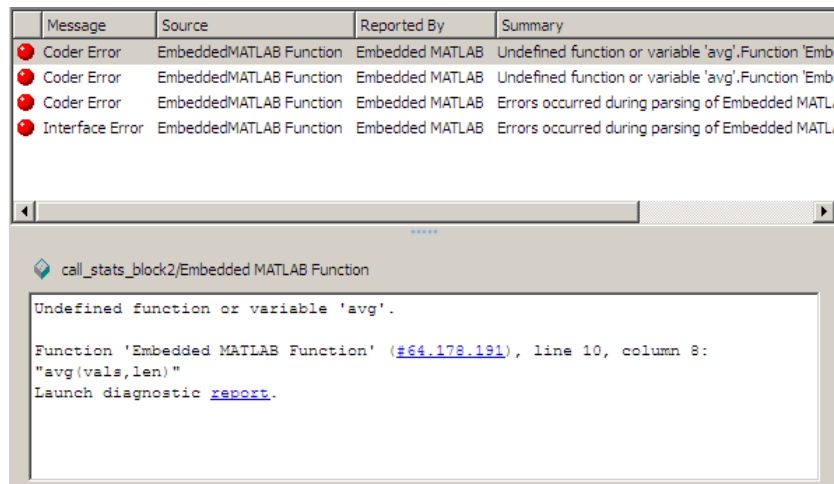 Message Source Reported By Summary
Coder Error EmbeddedMATLAB Function Embedded MATLAB Undefined function or variable 'avg'.Function 'Emb
Coder Error EmbeddedMATLAB Function Embedded MATLAB Undefined function or variable 'avg'.Function 'Emb
Coder Error EmbeddedMATLAB Function Embedded MATLAB Errors occurred during parsing of Embedded MATL
Interface Error EmbeddedMATLAB Function Embedded MATLAB Errors occurred during parsing of Embedded MATL
call_stats_block2/Embedded MATLAB Function
Undefined function or variable 'avg'.
Function 'Embedded MATLAB Function' (#64.178.191), line 10, column 8:
"avg(vals,len)"
Launch diagnostic report.